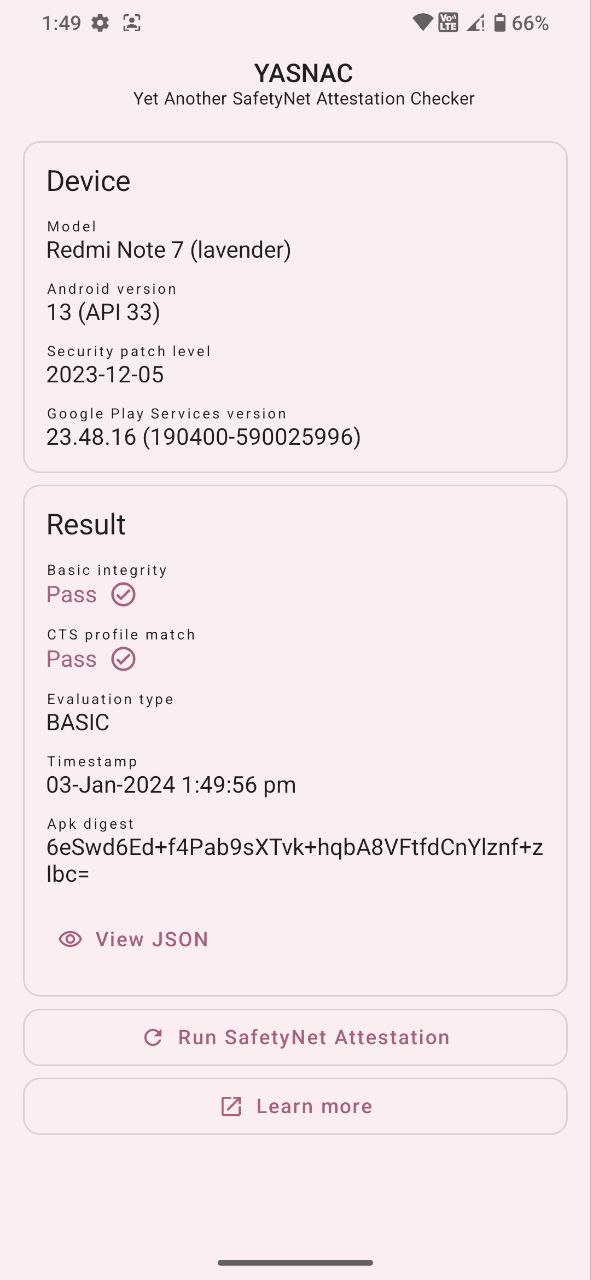 1:49
Vo LTE
66%
YASNAC
Yet Another SafetyNet Attestation Checker
Device
Model
Redmi Note 7 (lavender)
Android version
13 (API 33)
Security patch level
2023-12-05
Google Play Services version
23.48.16 (190400-590025996)
Result
Basic integrity
Pass
CTS profile match
Pass
Evaluation type
BASIC
Timestamp
03-Jan-2024 1:49:56 pm
Apk digest
6eSwd6Ed+f4Pab9sXTvk+hqbA8VFtfdCnYlznf+z
lbc=
View JSON
Run SafetyNet Attestation
Learn more